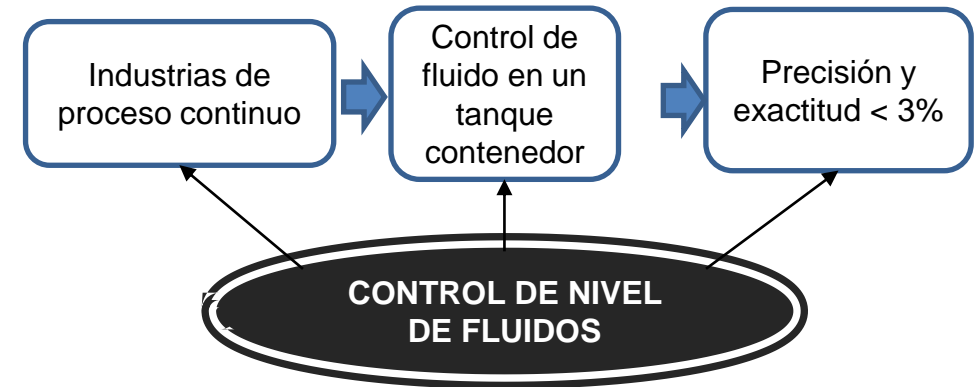 Industrias de
proceso continuo
Control de
fluido en un
tanque
contenedor
Precisión y
exactitud < 3%
CONTROL DE NIVEL
DE FLUIDOS